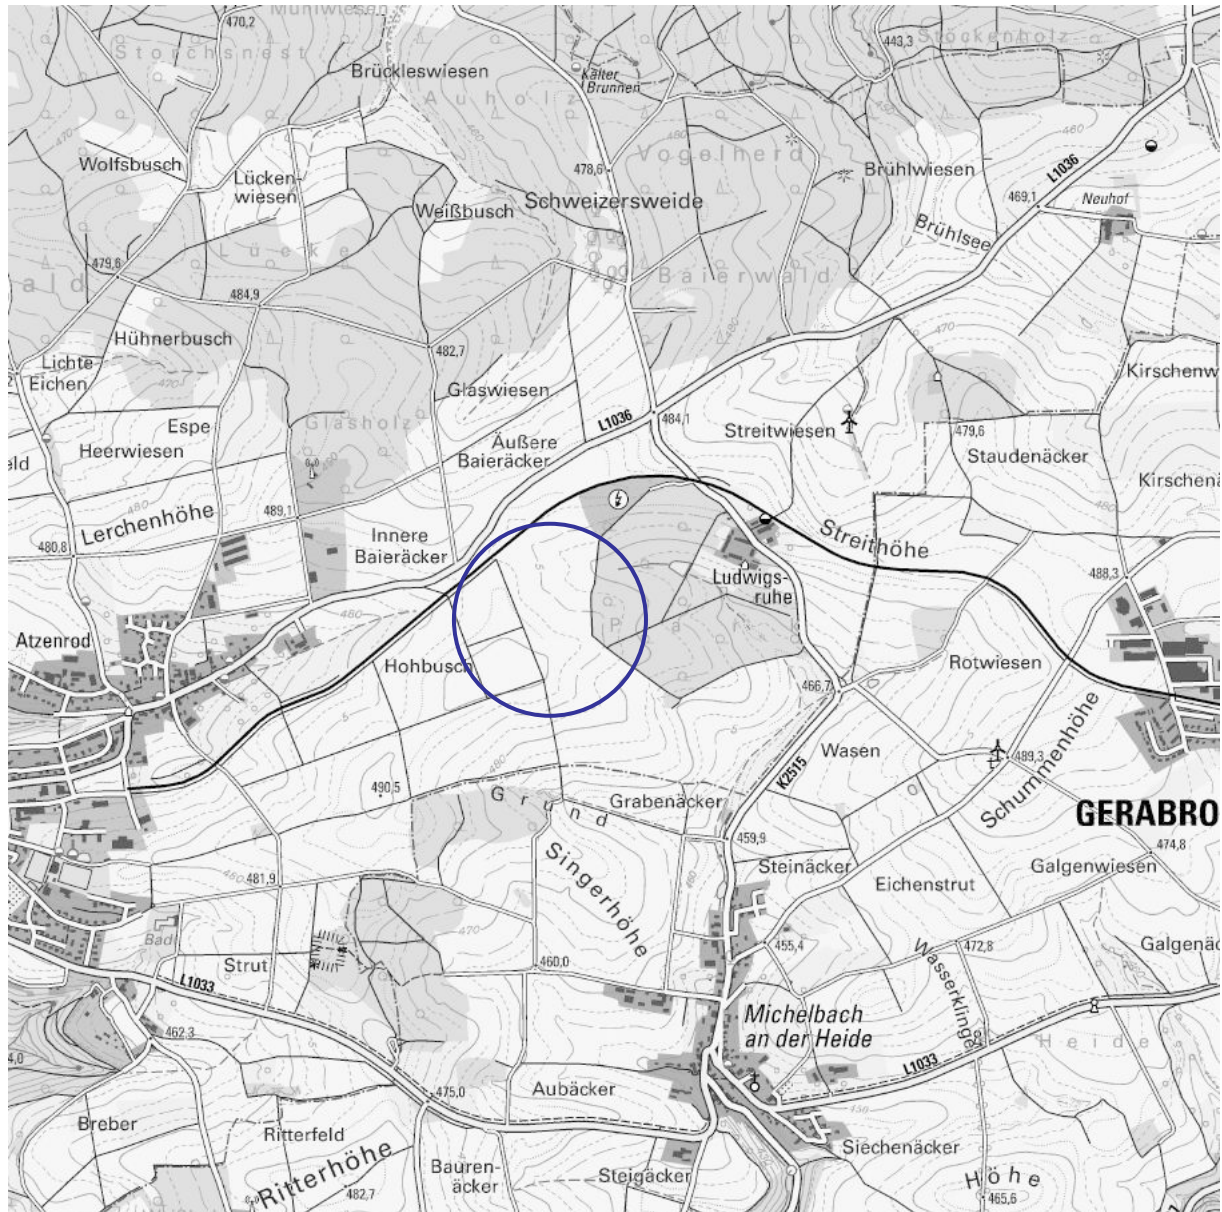 Mühlwiesen
470,2
Storchsnest
443,3
Stöckenholz
Brückleswiesen
Kalter
Brunnen
Auholz
Vogelherd
Wolfsbusch
Lücken-
wiesen
478,6
Brühlwiesen
L1036
Weißbusch
Schweizersweide
469,1
Neuhof
Lücke
Brühlsee
479,6
Baierwald
ald
484,9
Hühnerbusch
482,7
Lichte
Eichen
Glaswiesen
Kirschenw
L1036
484,1
Glasholz
Espe
Heerwiesen
Äußere
Baieräcker
Streitwiesen
479,6
Staudenäcker
eld
Kirschenä
489,1
Lerchenhöhe
Innere
Baieräcker
Streithöhe
480,8
Ludwigs-
ruhe
488,3
Atzenrod
Park
Hohbusch
Rotwiesen
466,7
Wasen
489,3
Schummenhöhe
K2515
490,5
Grund
Grabenäcker
GERABRO
459,9
474,8
Singerhöhe
Steinäcker
Galgenwiesen
481,9
Eichenstrut
Bad
455,4
472,8
Galgenäc
Strut
460,0
Wasserklinge
L1033
Michelbach
an der Heide
462,3
Heide
4,0
L1033
475,0
Aubäcker
Breber
Ritterfeld
Siechenäcker
Ritterhöhe
Bauren-
äcker
Steigäcker
Höhe
482,7
465,6